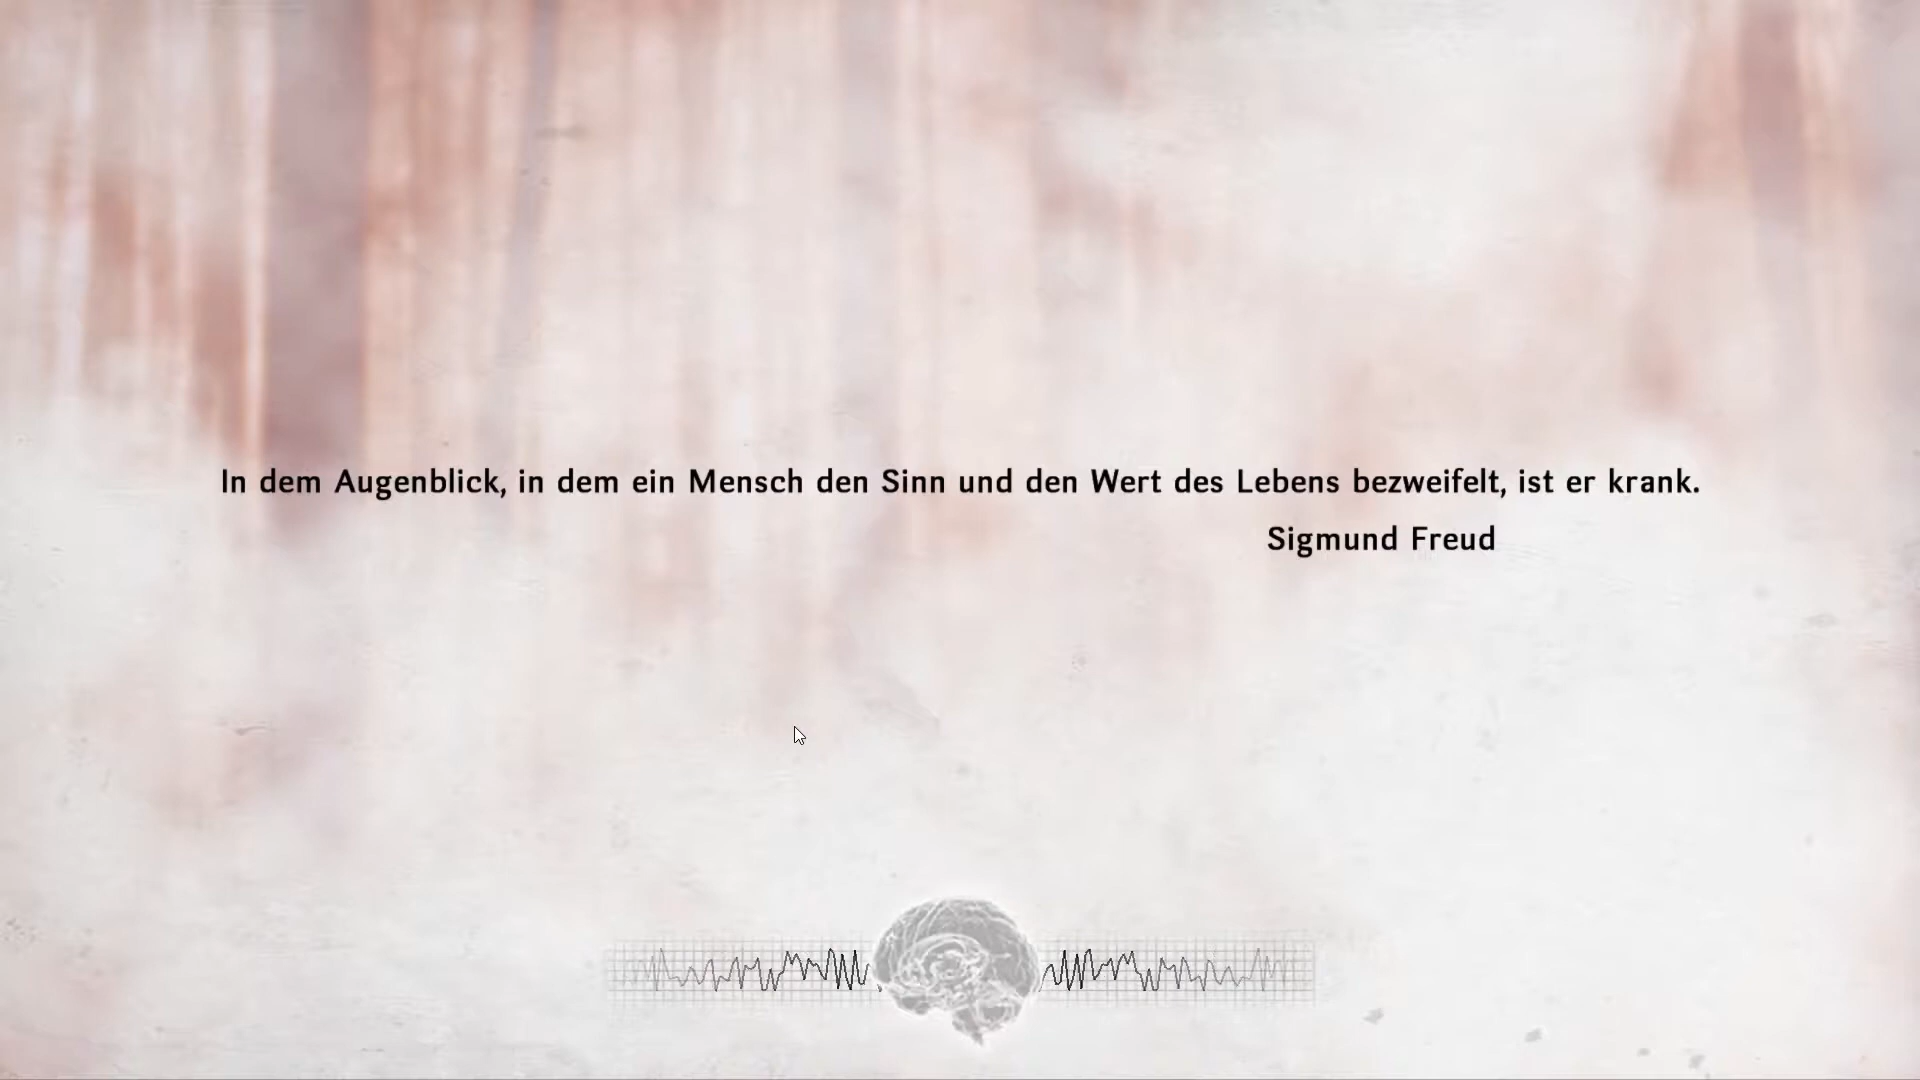 In dem Augenblick, in dem ein Mensch den Sinn und den Wert des Lebens bezweifelt, ist er krank.
Sigmund Freud